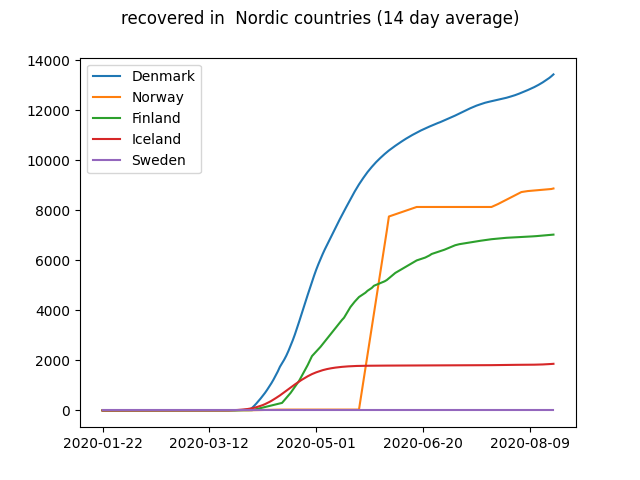 recovered in  Nordic countries (14 day average)
14000
12000
10000
8000
6000
4000
2000
0
Denmark
Norway
Finland
Iceland
Sweden
2020-01-22 2020-03-12 2020-05-01 2020-06-20 2020-08-09